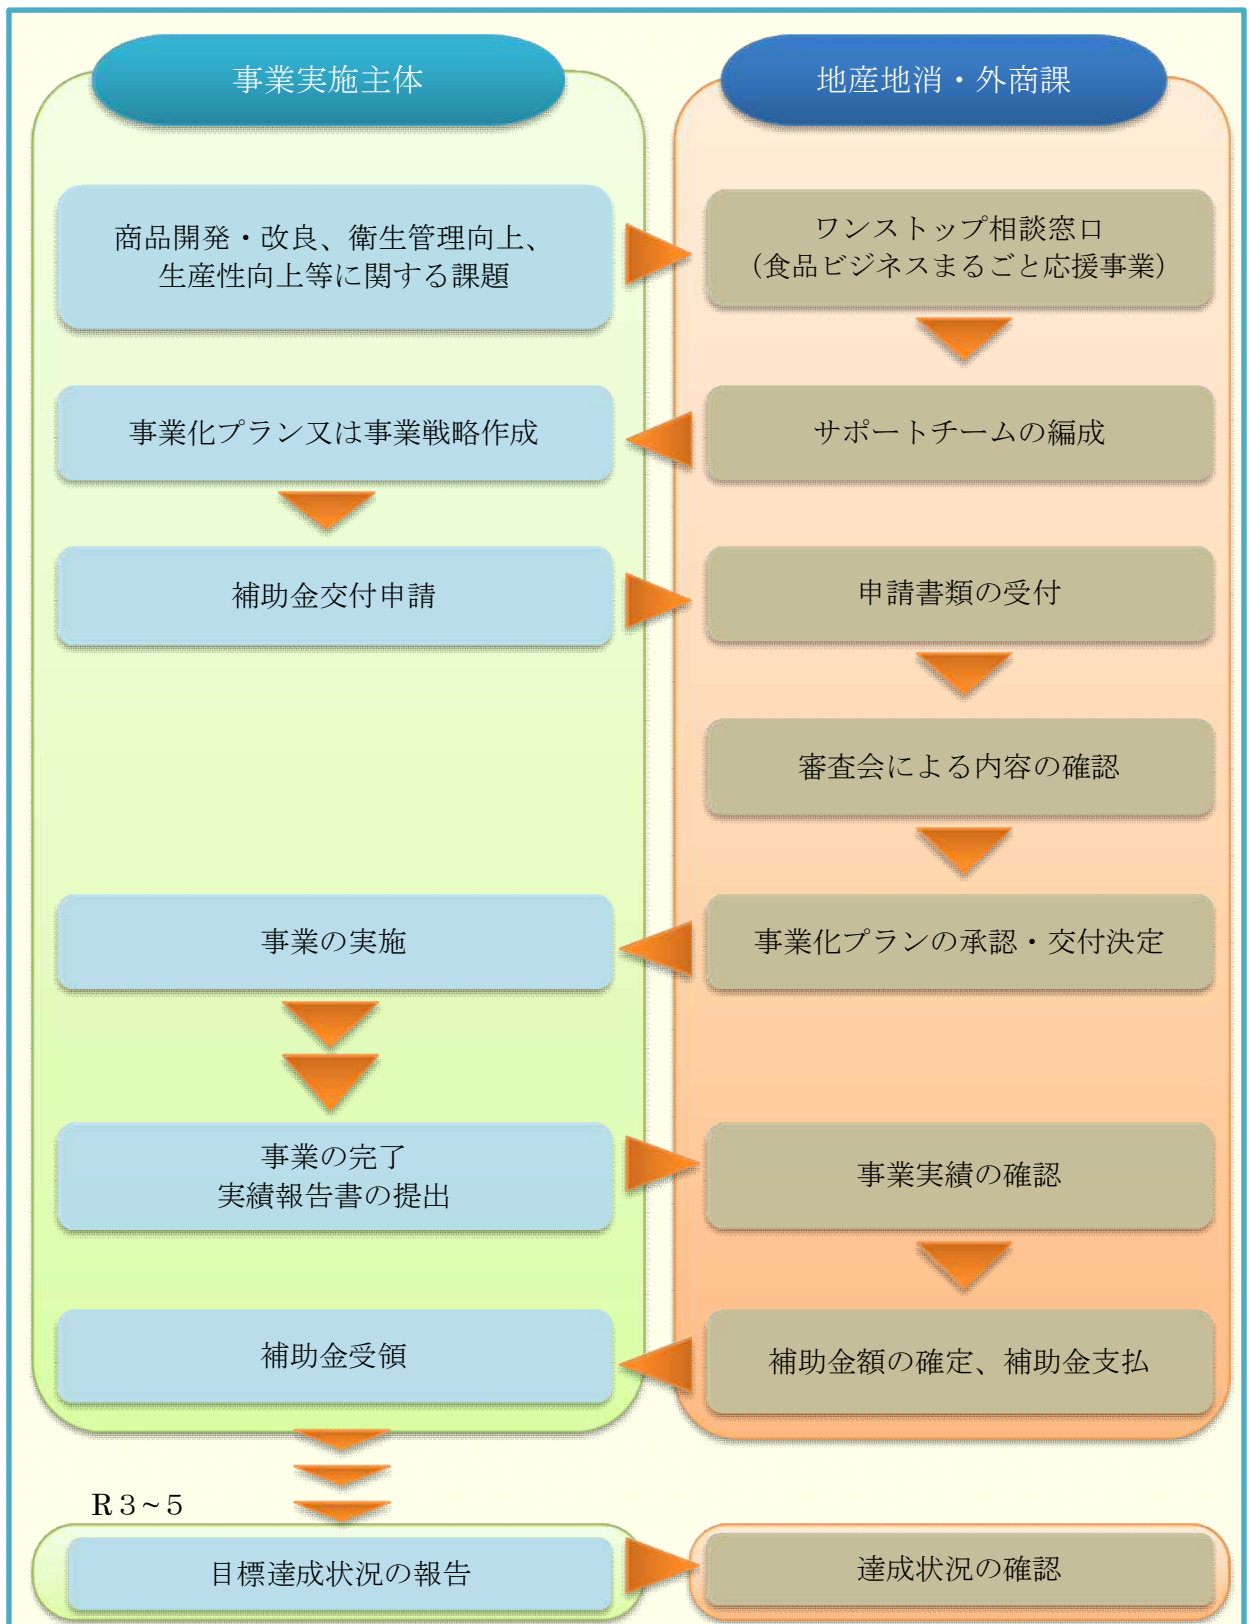 事業実施主体
地産地消・外商課
商品開発・改良、衛生管理向上、
生産性向上等に関する課題
ワンストップ相談窓口
（食品ビジネスまるごと応援事業）
事業化プラン又は事業戦略作成
サポートチームの編成
補助金交付申請
申請書類の受付
審査会による内容の確認
事業の実施
事業化プランの承認・交付決定
事業の完了
実績報告書の提出
事業実績の確認
補助金受領
補助金額の確定、補助金支払
R３~５
目標達成状況の報告
達成状況の確認